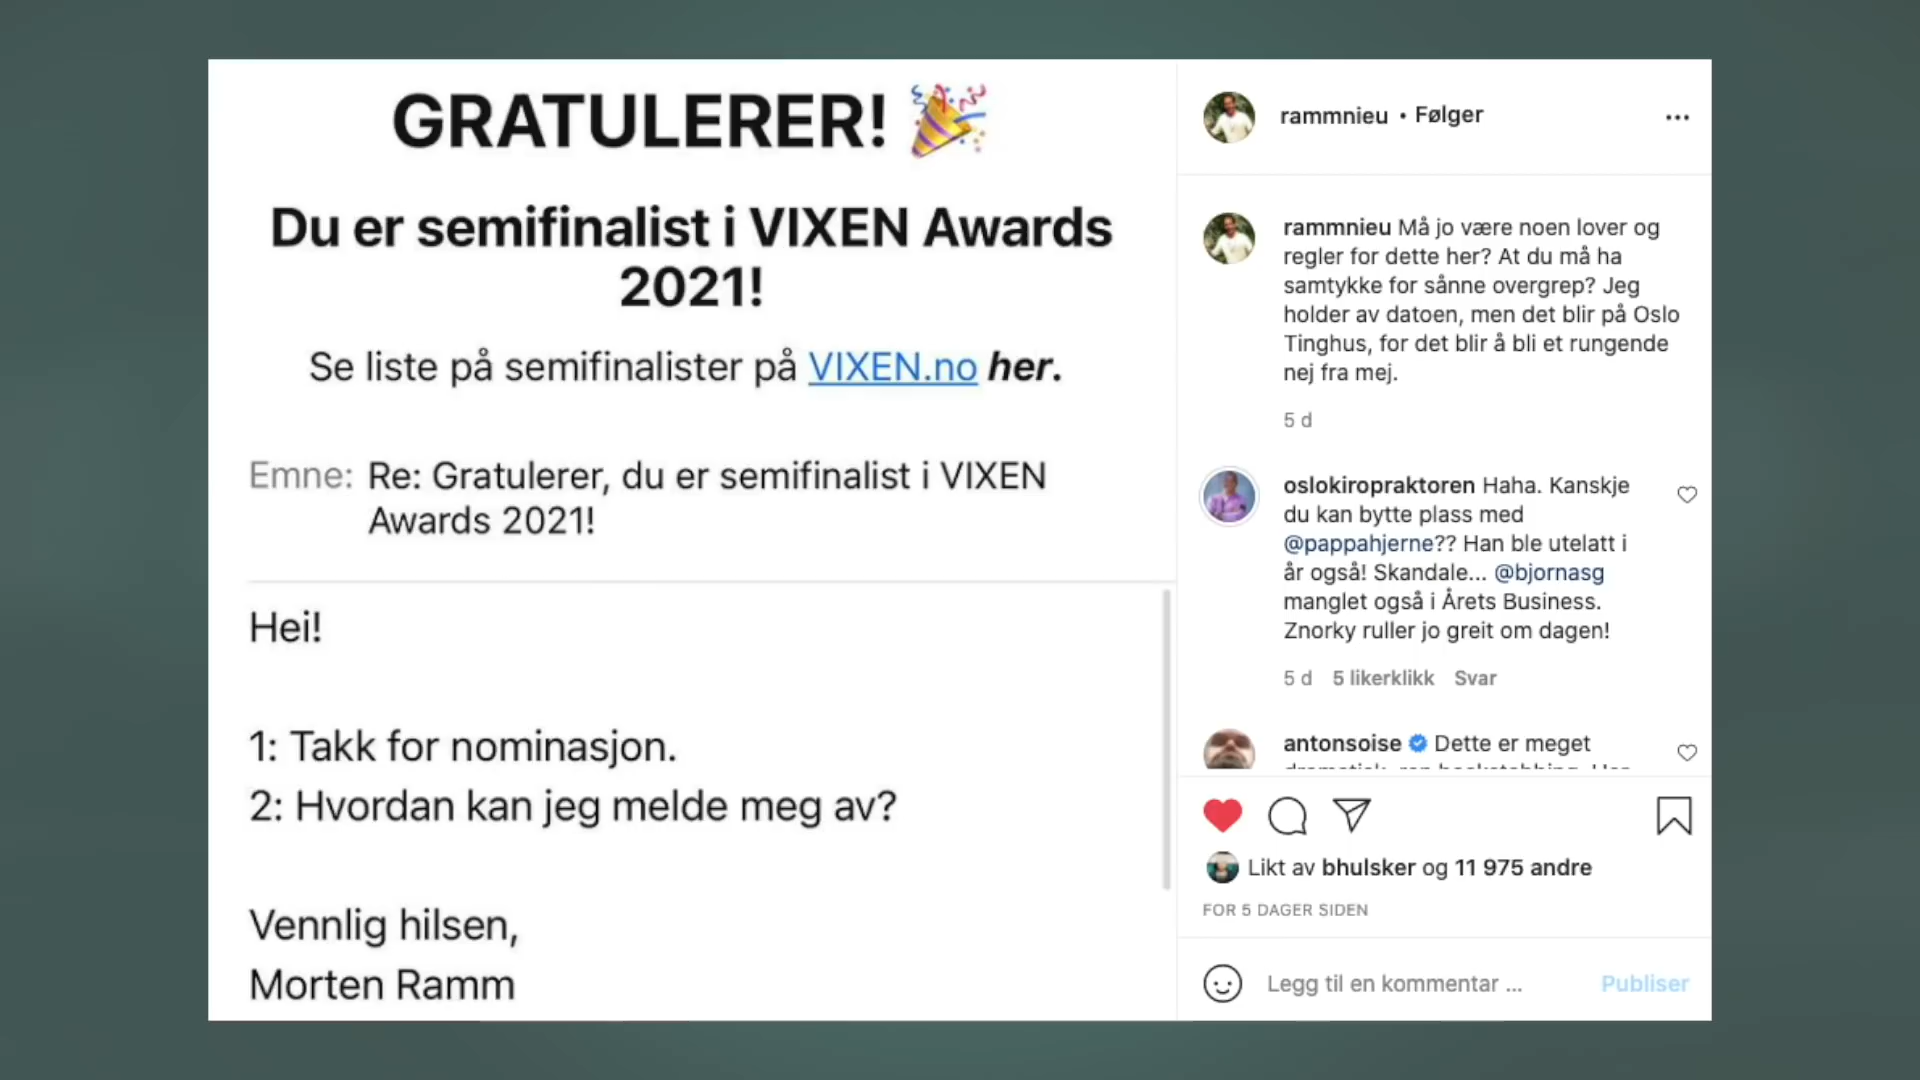 GRATULERER! 🎉
Du er semifinalist i VIXEN Awards
2021!
Se liste på semifinalister på VIXEN.no her.
Emne: Re: Gratulerer, du er semifinalist i VIXEN
Awards 2021!
Hei!
1: Takk for nominasjon.
2: Hvordan kan jeg melde meg av?
Vennlig hilsen,
Morten Ramm
rammnieu • Følger
rammnieu Må jo være noen lover og
regler for dette her? At du må ha
samtykke for sånne overgrep? Jeg
holder av datoen, men det blir på Oslo
Tinghus, for det blir å bli et rungende
nej fra mej.
5 d
oslokiropraktoren Haha. Kanskje
du kan bytte plass med
@pappahjerne?? Han ble utelatt i
år også! Skandale... @bjornasg
manglet også i Årets Business.
Znorky ruller jo greit om dagen!
5 d 5 likerklikk Svar
antonsoise Dette er meget
Likt av bhulsker og 11 975 andre
FOR 5 DAGER SIDEN
Legg til en kommentar ... Publiser